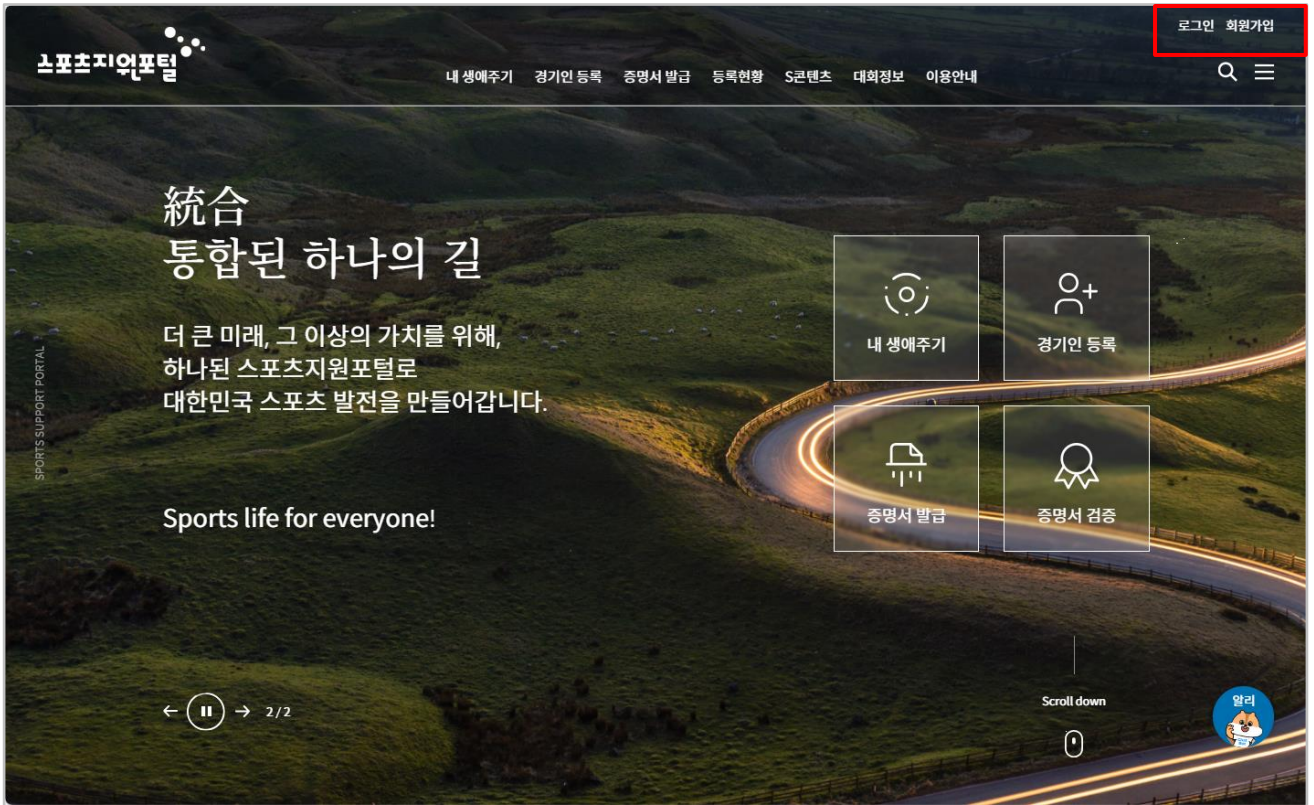 로그인 회원가입
스포츠지원포털
내 생애주기 경기인 등록 증명서 발급 등록현황 S콘텐츠 대회정보 이용안내
統合
통합된 하나의 길
더 큰 미래, 그 이상의 가치를 위해,
하나된 스포츠지원포털로
대한민국 스포츠 발전을 만들어갑니다.
Sports life for everyone!
SPORTS SUPPORT PORTAL
내 생애주기
경기인 등록
증명서 발급
증명서 검증
2/2
Scroll down
알리